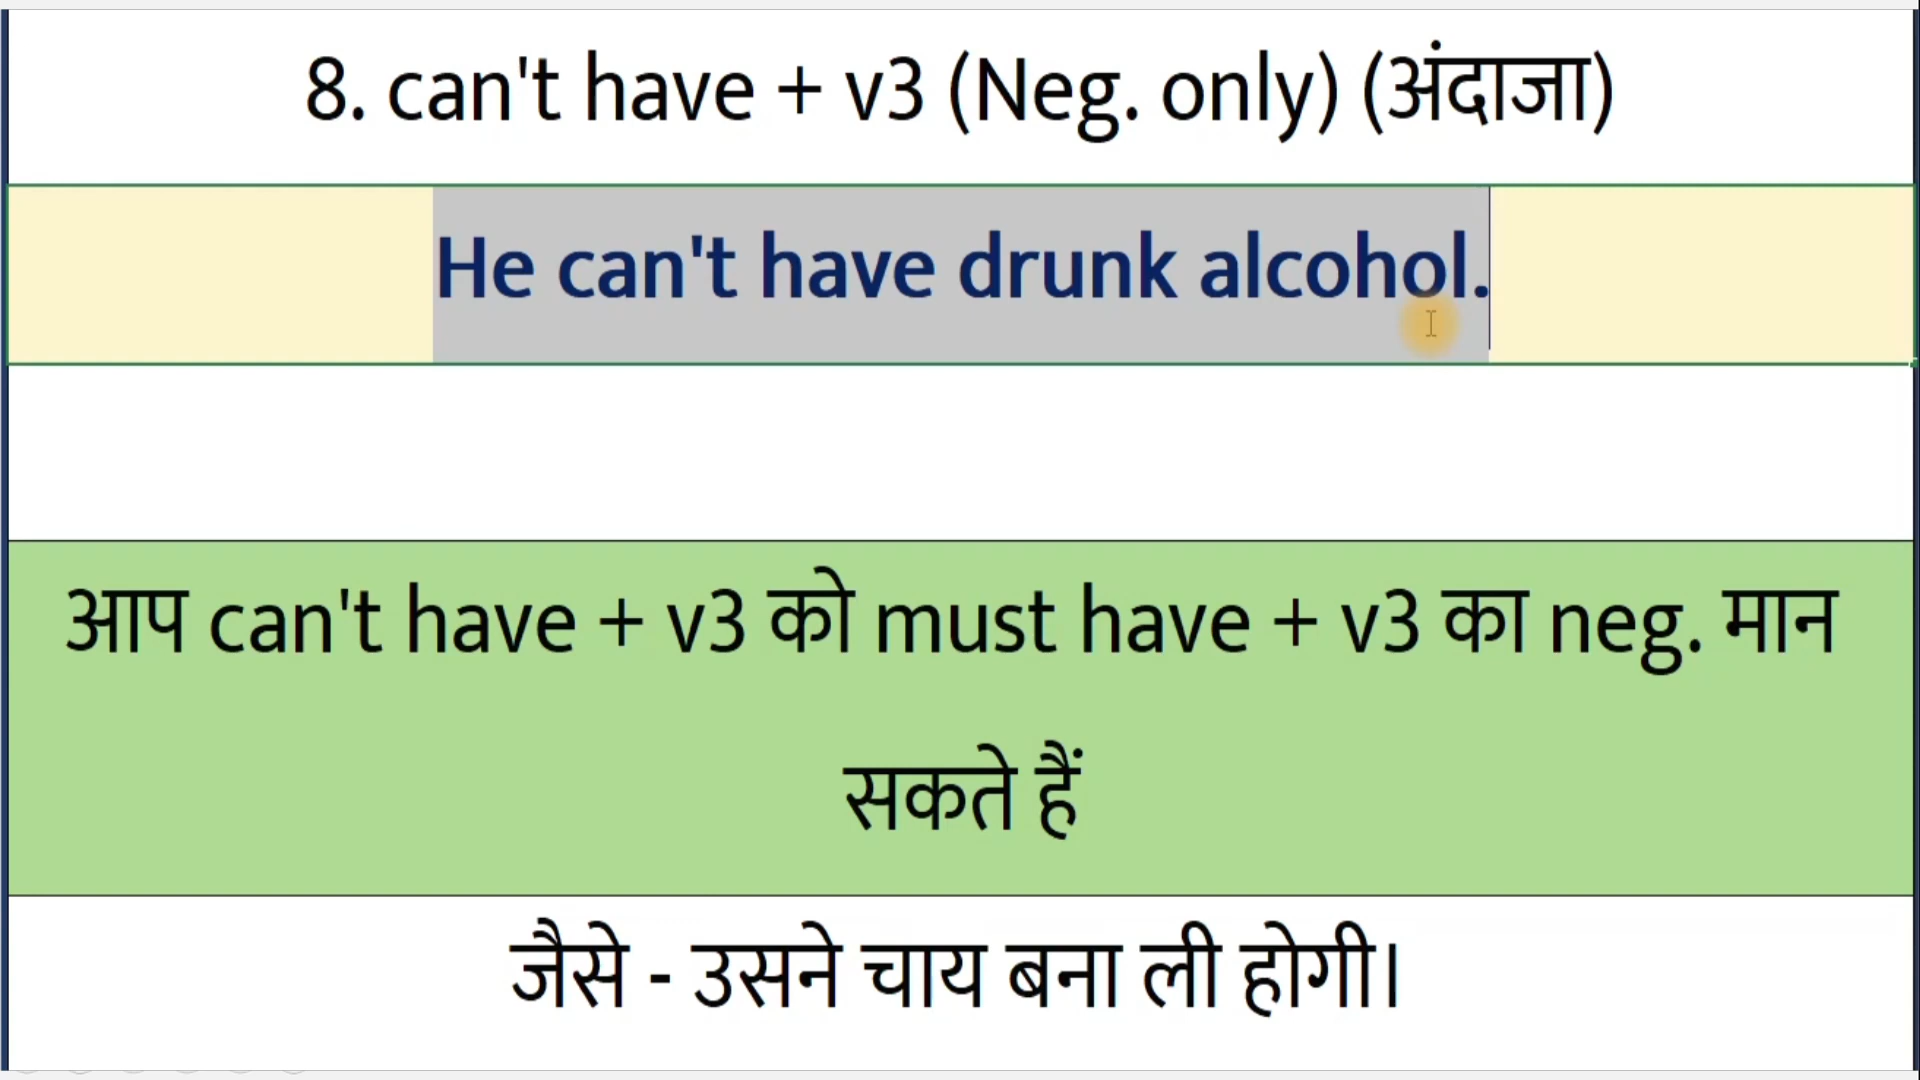 8. can't have + v3 (Neg. only) (अंदाजा)
He can't have drunk alcohol.
आप can't have + v3 को must have + v3 का neg. मान
सकते हैं
जैसे - उसने चाय बना ली होगी।